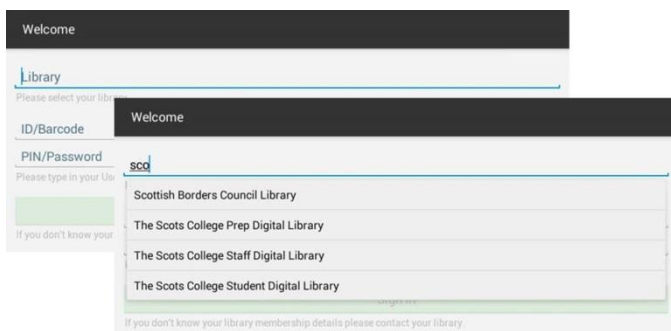 Welcome
Library
Please select your library
ID/Barcode
PIN/Password
Please type in your
If you don't know your
Welcome
sco
Scottish Borders Council Library
The Scots College Prep Digital Library
The Scots College Staff Digital Library
The Scots College Student Digital Library
Sign In
If you don't know your library membership details please contact your library